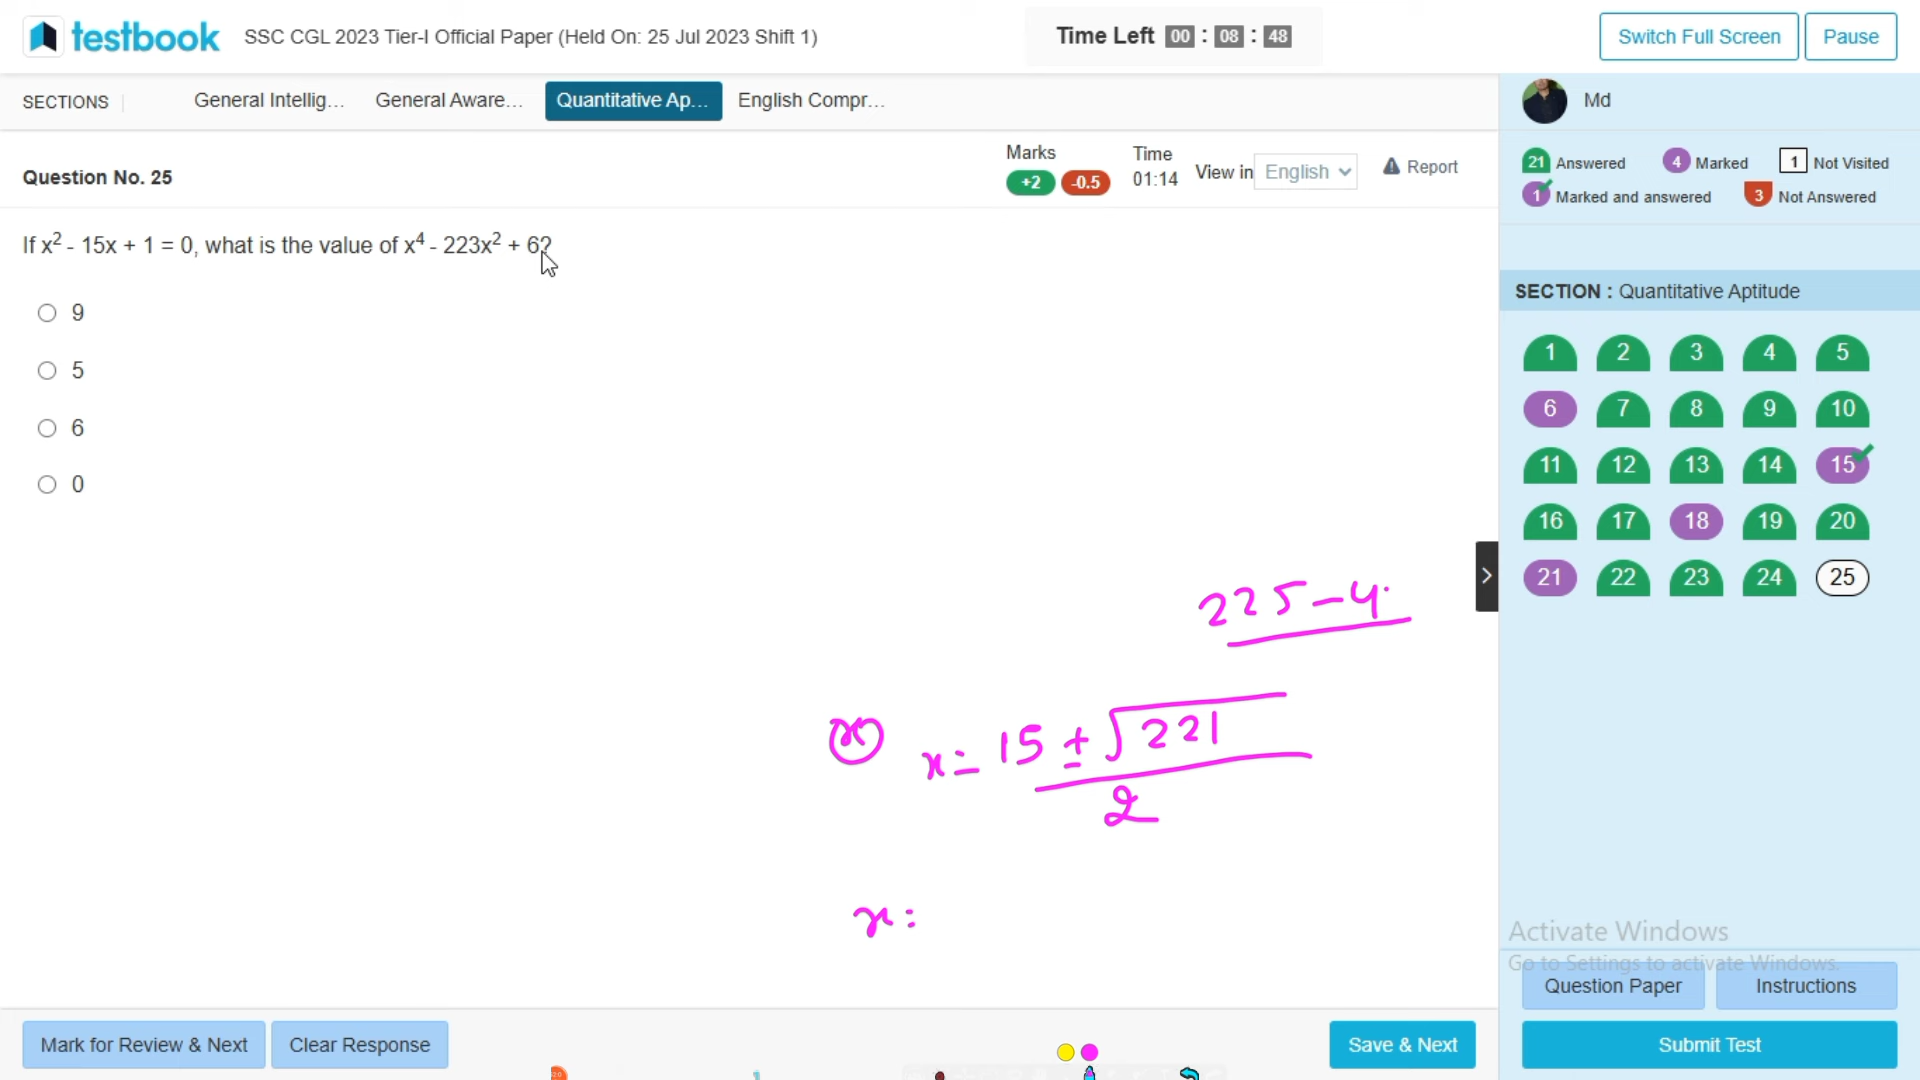 testbook SSC CGL 2023 Tier-I Official Paper (Held On: 25 Jul 2023 Shift 1) Time Left 00 : 08 : 48 Switch Full Screen Pause
SECTIONS General Intellig... General Aware... Quantitative Ap... English Compr... Md
Question No. 25
Marks
+2 -0.5
Time
01:14
View in English
Report
21 Answered 4 Marked 1 Not Visited
1 Marked and answered 3 Not Answered
If x² - 15x + 1 = 0, what is the value of x⁴ - 223x² + 6?
9
5
6
0
225-4.
x x= 15 ± √221
2
x=
SECTION : Quantitative Aptitude
1 2 3 4 5
6 7 8 9 10
11 12 13 14 15
16 17 18 19 20
21 22 23 24 25
Activate Windows
Go to Settings to activate Windows.
Question Paper Instructions
Mark for Review & Next Clear Response Save & Next Submit Test